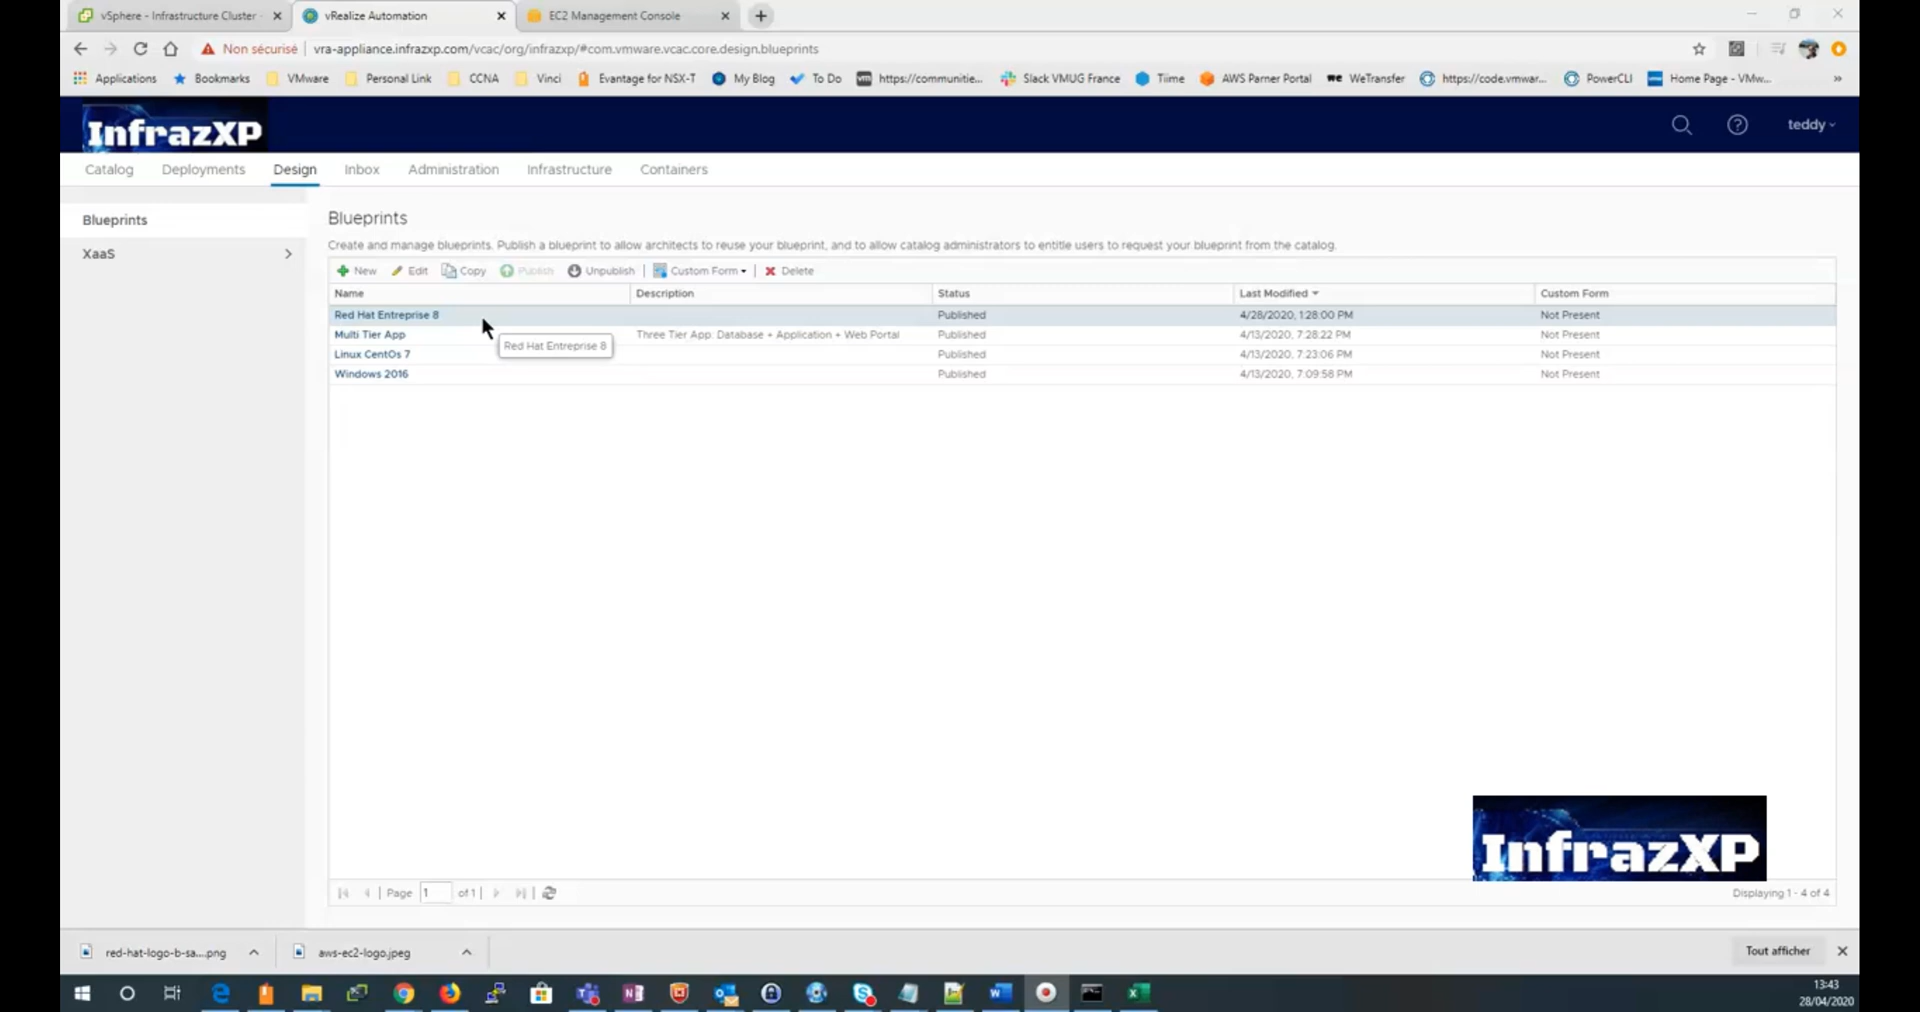 vSphere - Infrastructure Cluster
vRealize Automation
EC2 Management Console
Non sécurisé | vra-appliance.infrazxp.com/vcac/org/infrazxp/#com.vmware.vcac.core.design.blueprints
Applications Bookmarks VMware Personal Link CCNA Vinci Evantage for NSX-T My Blog To Do https://communitie... Slack VMUG France Tiime AWS Parner Portal WeTransfer https://code.vmwar... PowerCLI Home Page - VMw... »
InfrazXP
teddy
Catalog Deployments Design Inbox Administration Infrastructure Containers
Blueprints
XaaS
Blueprints
Create and manage blueprints. Publish a blueprint to allow architects to reuse your blueprint, and to allow catalog administrators to entitle users to request your blueprint from the catalog.
New Edit Copy Publish Unpublish Custom Form Delete
Name Description Status Last Modified Custom Form
Red Hat Entreprise 8 Published 4/28/2020, 1:28:00 PM Not Present
Multi Tier App Three Tier App: Database + Application + Web Portal Published 4/13/2020, 7:28:22 PM Not Present
Red Hat Entreprise 8
Linux CentOs 7 Published 4/13/2020, 7:23:06 PM Not Present
Windows 2016 Published 4/13/2020, 7:09:58 PM Not Present
InfrazXP
Page 1 of 1
Displaying 1 - 4 of 4
red-hat-logo-b-sa....png
aws-ec2-logo.jpeg
Tout afficher
13:43
28/04/2020